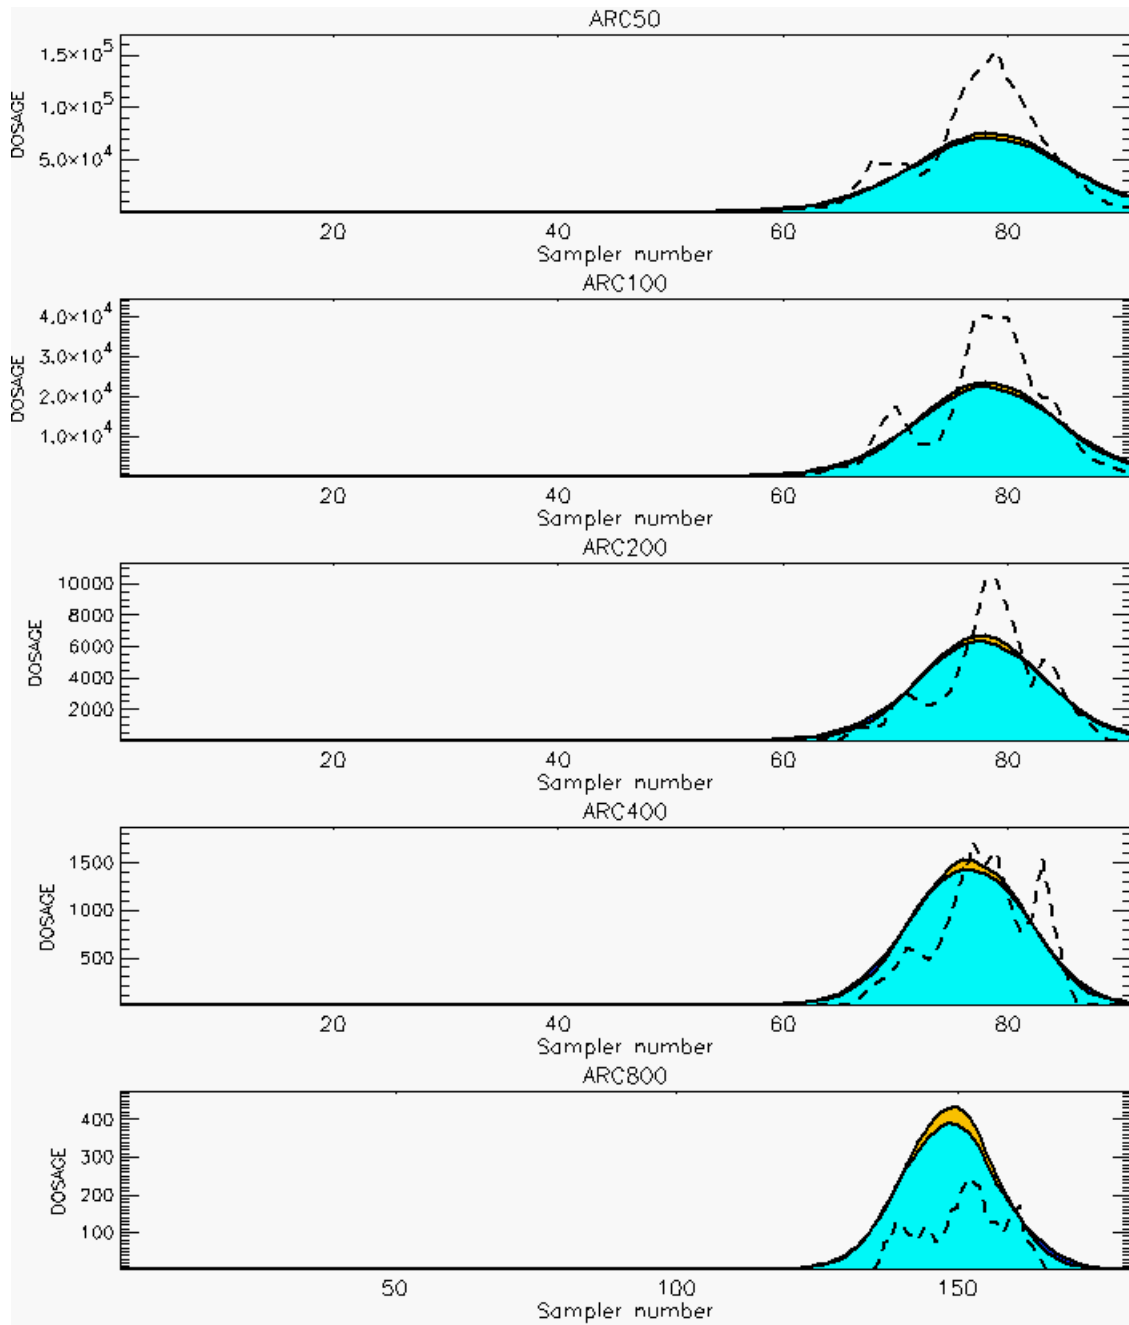 ARC50
1.5×10^5
1.0×10^5
5.0×10^4
DOSAGE
20 40 60 80
Sampler number
ARC100
4.0×10^4
3.0×10^4
2.0×10^4
1.0×10^4
DOSAGE
20 40 60 80
Sampler number
ARC200
10000
8000
6000
4000
2000
DOSAGE
20 40 60 80
Sampler number
ARC400
1500
1000
500
DOSAGE
20 40 60 80
Sampler number
ARC800
400
300
200
100
DOSAGE
50 100 150
Sampler number